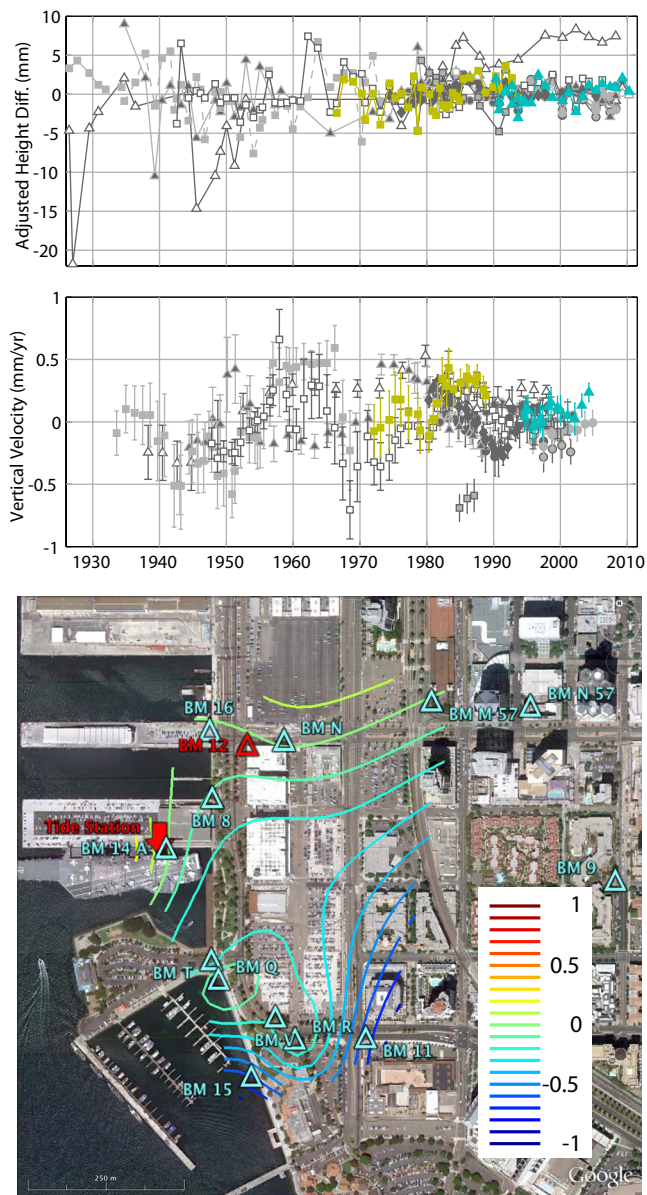 10
5
0
-5
-10
-15
-20
Adjusted Height Diff. (mm)
1
0.5
0
-0.5
-1
Vertical Velocity (mm/yr)
1930 1940 1950 1960 1970 1980 1990 2000 2010
BM 16
BM M 57
BM N 57
BM 12
BM N
BM 8
Tide Station
BM 14 A
BM 9
BM T
BM Q
BM V
BM R
BM 11
BM 15
1
0.5
0
-0.5
-1
250 m
Google